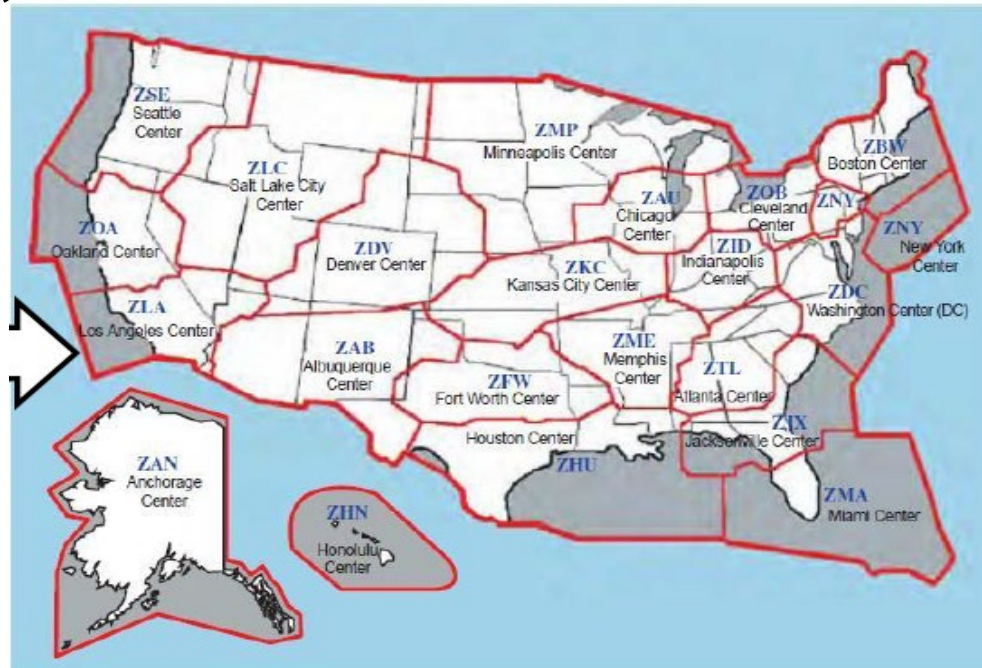 ZSE
Seattle
Center
ZMP
Minneapolis Center
ZBW
Boston Center
ZLC
Salt Lake City
Center
ZAU
Chicago
Center
ZOB
Cleveland
Center
ZNY
ZNY
New York
Center
ZOA
Oakland Center
ZDV
Denver Center
ZKC
Kansas City Center
ZID
Indianapolis
Center
ZDC
Washington Center (DC)
ZLA
Los Angeles Center
ZAB
Albuquerque
Center
ZFW
Fort Worth Center
ZME
Memphis
Center
ZTL
Atlanta Center
Houston Center
ZHU
ZJX
Jacksonville Center
ZMA
Miami Center
ZAN
Anchorage
Center
ZHN
Honolulu
Center